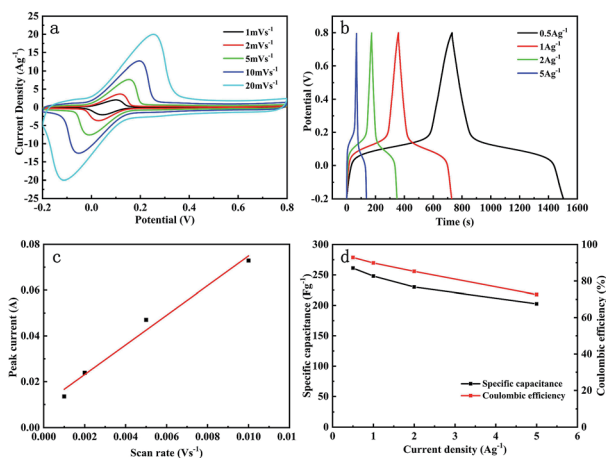 a
1mVs⁻¹
2mVs⁻¹
5mVs⁻¹
10mVs⁻¹
20mVs⁻¹
25
20
15
10
5
0
-5
-10
-15
-20
-25
Current Density (Ag⁻¹)
-0.2 0.0 0.2 0.4 0.6 0.8
Potential (V)
b
0.5Ag⁻¹
1Ag⁻¹
2Ag⁻¹
5Ag⁻¹
1.0
0.8
0.6
0.4
0.2
0.0
-0.2
Potential (V)
0 200 400 600 800 1000 1200 1400 1600
Time (s)
c
0.08
0.06
0.04
0.02
0.00
Peak current (A)
0.000 0.002 0.004 0.006 0.008 0.010 0.01
Scan rate (Vs⁻¹)
d
300
250
200
150
100
50
0
Specific capacitance (Fg⁻¹)
Specific capacitance
Coulombic efficiency
100
80
60
40
20
0
Coulombic efficiency (%)
0 1 2 3 4 5 6
Current density (Ag⁻¹)